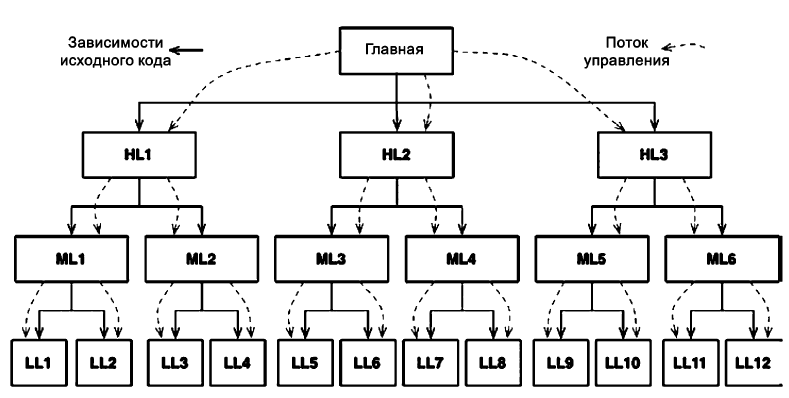 Зависимости
исходного кода
Главная
Поток
управления
HL1
HL2
HL3
ML1
ML2
ML3
ML4
ML5
ML6
LL1
LL2
LL3
LL4
LL5
LL6
LL7
LL8
LL9
LL10
LL11
LL12